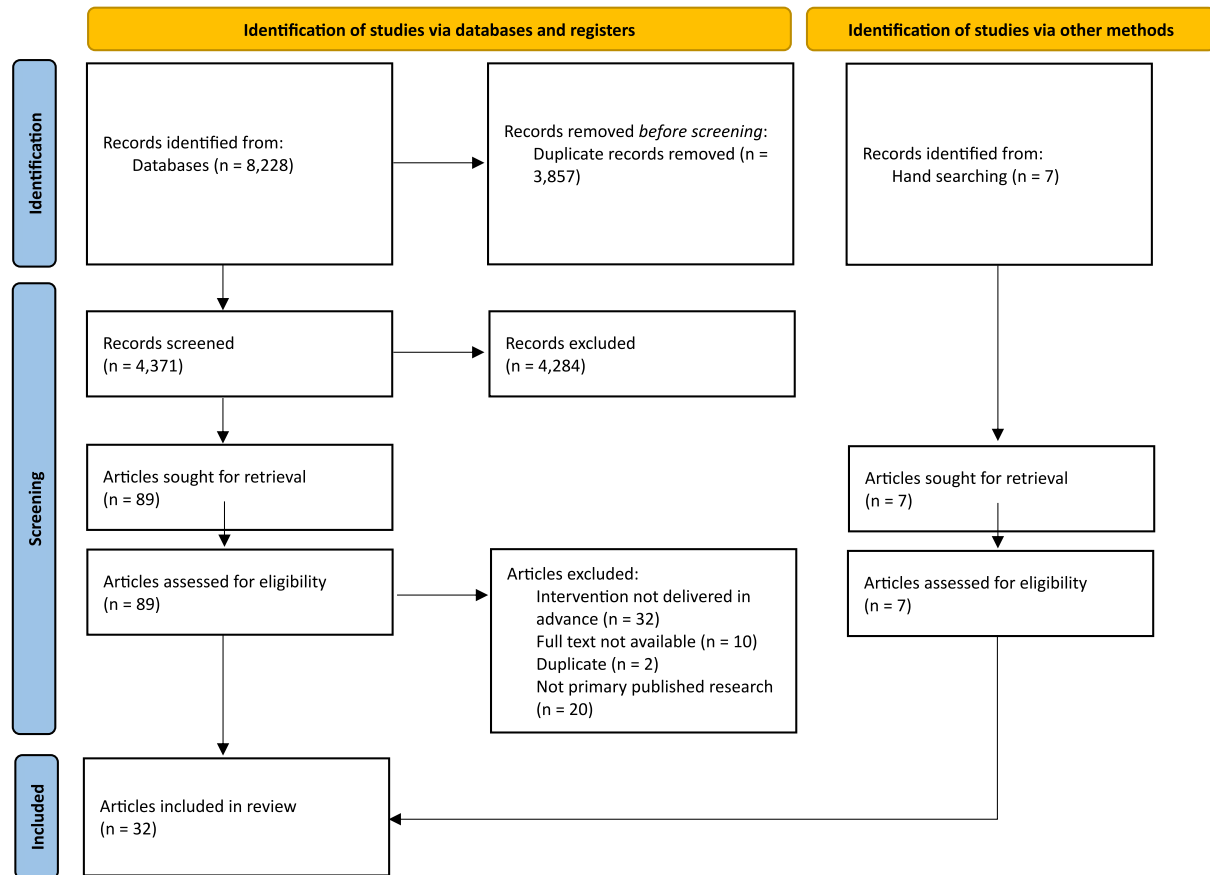 Identification of studies via databases and registers
Identification of studies via other methods
Identification
Records identified from:
Databases (n = 8,228)
Records removed before screening:
Duplicate records removed (n =
3,857)
Records identified from:
Hand searching (n = 7)
Screening
Records screened
(n = 4,371)
Records excluded
(n = 4,284)
Articles sought for retrieval
(n = 89)
Articles sought for retrieval
(n = 7)
Articles assessed for eligibility
(n = 89)
Articles excluded:
Intervention not delivered in
advance (n = 32)
Full text not available (n = 10)
Duplicate (n = 2)
Not primary published research
(n = 20)
Articles assessed for eligibility
(n = 7)
Included
Articles included in review
(n = 32)